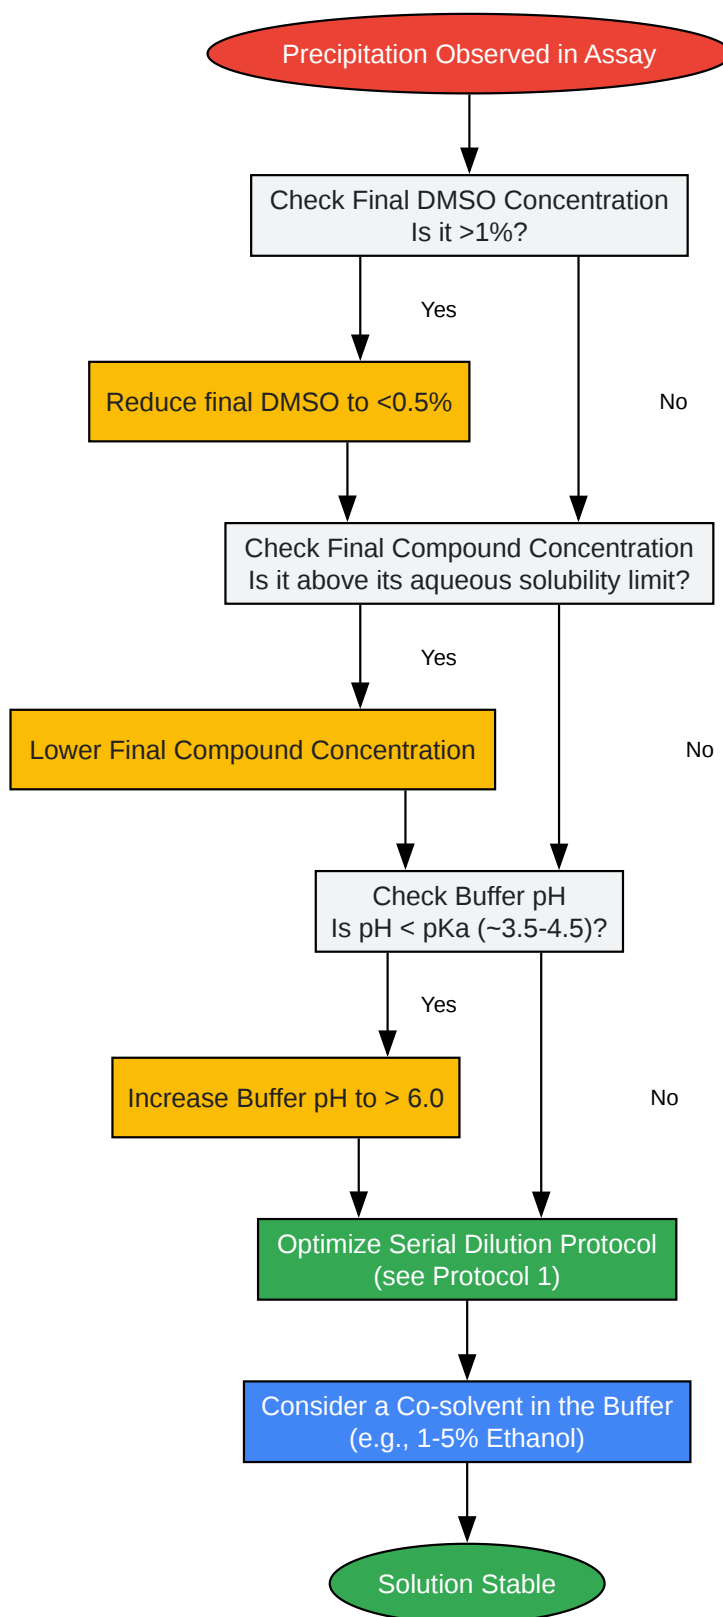 Precipitation Observed in Assay
Check Final DMSO Concentration
Is it >1%?
Yes
Reduce final DMSO to <0.5%
No
Check Final Compound Concentration
Is it above its aqueous solubility limit?
Yes
Lower Final Compound Concentration
No
Check Buffer pH
Is pH < pKa (~3.5-4.5)?
Yes
Increase Buffer pH to > 6.0
No
Optimize Serial Dilution Protocol
(see Protocol 1)
Consider a Co-solvent in the Buffer
(e.g., 1-5% Ethanol)
Solution Stable